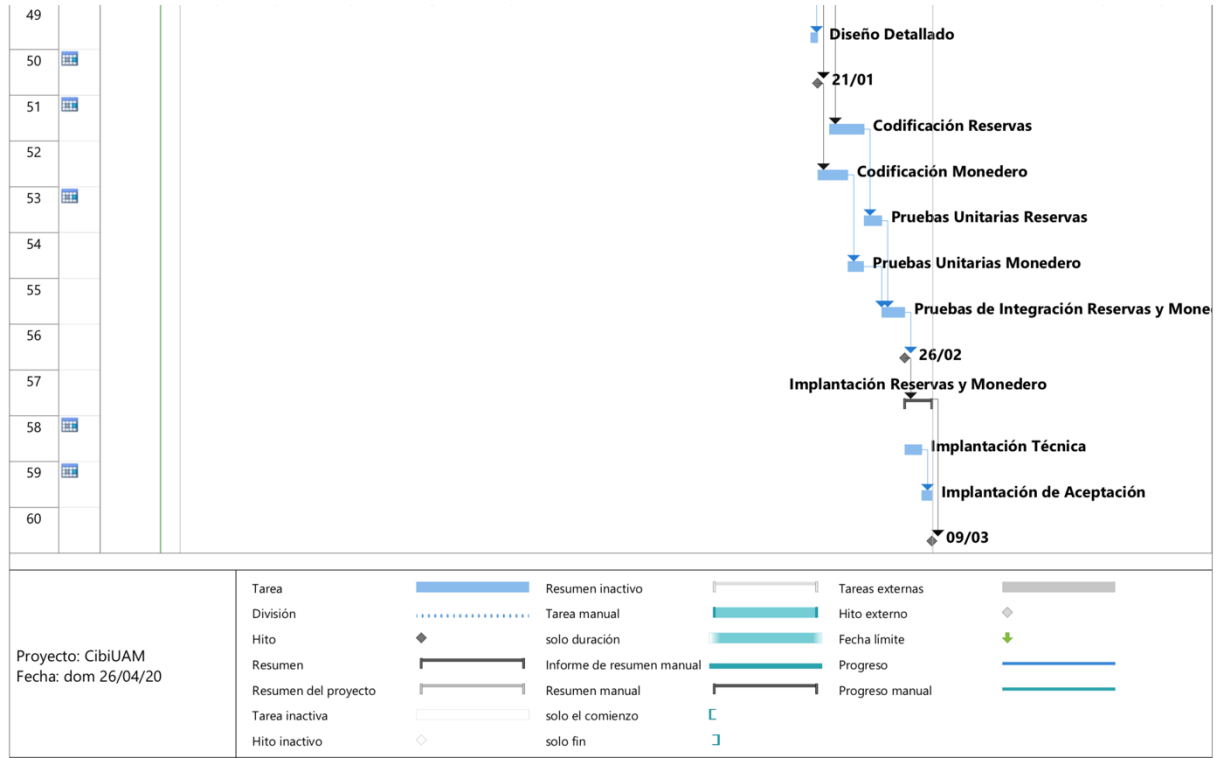 49
Diseño Detallado
50
21/01
51
Codificación Reservas
52
Codificación Monedero
53
Pruebas Unitarias Reservas
54
Pruebas Unitarias Monedero
55
Pruebas de Integración Reservas y Mone
56
26/02
57
Implantación Reservas y Monedero
58
Implantación Técnica
59
Implantación de Aceptación
60
09/03
Proyecto: CibiUAM
Fecha: dom 26/04/20
Tarea
División
Hito
Resumen
Resumen del proyecto
Tarea inactiva
Hito inactivo
Resumen inactivo
Tarea manual
solo duración
Informe de resumen manual
Resumen manual
solo el comienzo
solo fin
Tareas externas
Hito externo
Fecha límite
Progreso
Progreso manual